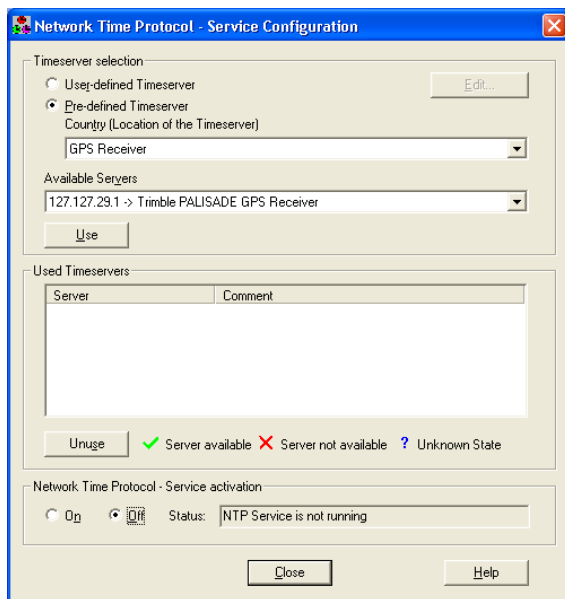 Network Time Protocol - Service Configuration
Timeserver selection
User-defined Timeserver
Edit...
Pre-defined Timeserver
Country (Location of the Timeserver)
GPS Receiver
Available Servers
127.127.29.1 -> Trimble PALISADE GPS Receiver
Use
Used Timeservers
Server Comment
Unuse Server available Server not available ? Unknown State
Network Time Protocol - Service activation
On Off Status: NTP Service is not running
Close Help